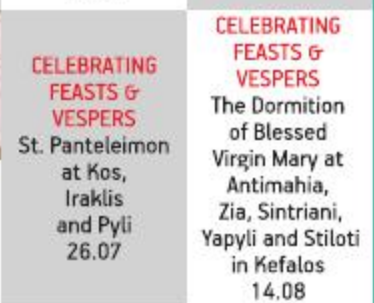 CELEBRATING
FEASTS &
VESPERS
St. Panteleimon
at Kos,
Iraklis
and Pyli
26.07
CELEBRATING
FEASTS &
VESPERS
The Dormition
of Blessed
Virgin Mary at
Antimahia,
Zia, Sintriani,
Yapyli and Stiloti
in Kefalos
14.08